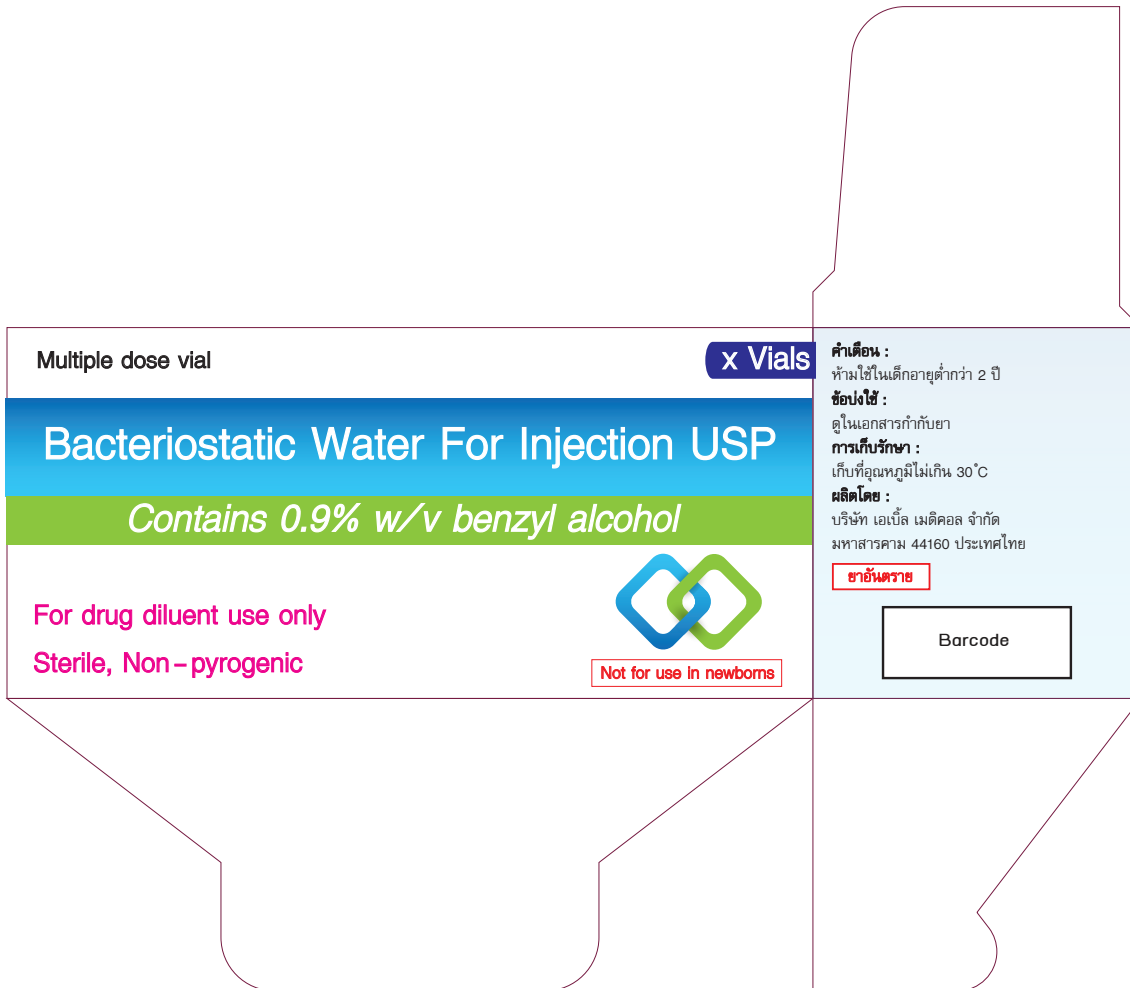 Multiple dose vial
x Vials
Bacteriostatic Water For Injection USP
Contains 0.9% w/v benzyl alcohol
For drug diluent use only
Sterile, Non-pyrogenic
Not for use in newborns
คำเตือน :
ห้ามใช้ในเด็กอายุต่ำกว่า 2 ปี
ข้อบ่งใช้ :
ดูในเอกสารกำกับยา
การเก็บรักษา :
เก็บที่อุณหภูมิไม่เกิน 30˚C
ผลิตโดย :
บริษัท เอเบิ้ล เมดิคอล จำกัด
มหาสารคาม 44160 ประเทศไทย
ยาอันตราย
Barcode